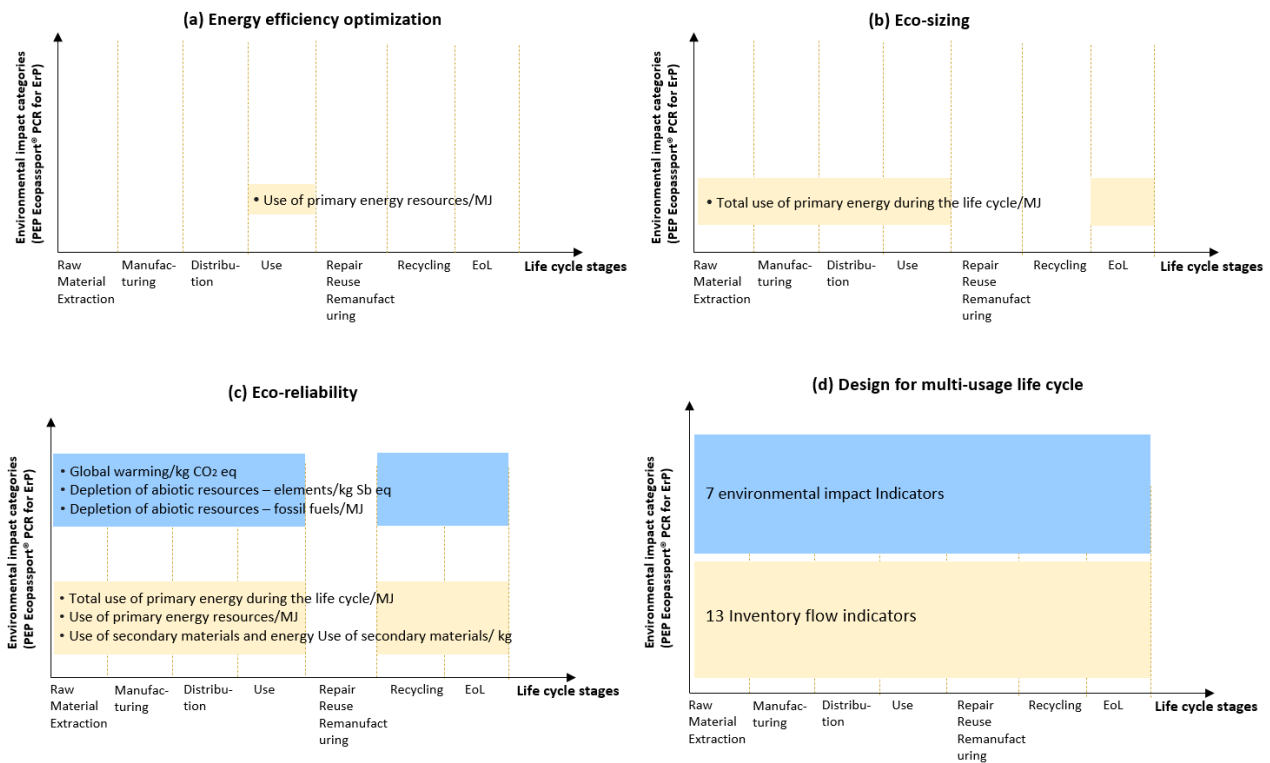 (a) Energy efficiency optimization
Environmental impact categories
(PEP Ecopassport® PCR for ErP)
• Use of primary energy resources/MJ
Raw
Material
Extraction
Manufac-
turing
Distribu-
tion
Use
Repair
Reuse
Remanufact
uring
Recycling
EoL
Life cycle stages
(b) Eco-sizing
Environmental impact categories
(PEP Ecopassport® PCR for ErP)
• Total use of primary energy during the life cycle/MJ
Raw
Material
Extraction
Manufac-
turing
Distribu-
tion
Use
Repair
Reuse
Remanufact
uring
Recycling
EoL
Life cycle stages
(c) Eco-reliability
Environmental impact categories
(PEP Ecopassport® PCR for ErP)
• Global warming/kg CO₂ eq
• Depletion of abiotic resources – elements/kg Sb eq
• Depletion of abiotic resources – fossil fuels/MJ
• Total use of primary energy during the life cycle/MJ
• Use of primary energy resources/MJ
• Use of secondary materials and energy Use of secondary materials/ kg
Raw
Material
Extraction
Manufac-
turing
Distribu-
tion
Use
Repair
Reuse
Remanufact
uring
Recycling
EoL
Life cycle stages
(d) Design for multi-usage life cycle
Environmental impact categories
(PEP Ecopassport® PCR for ErP)
7 environmental impact Indicators
13 Inventory flow indicators
Raw
Material
Extraction
Manufac-
turing
Distribu-
tion
Use
Repair
Reuse
Remanufact
uring
Recycling
EoL
Life cycle stages